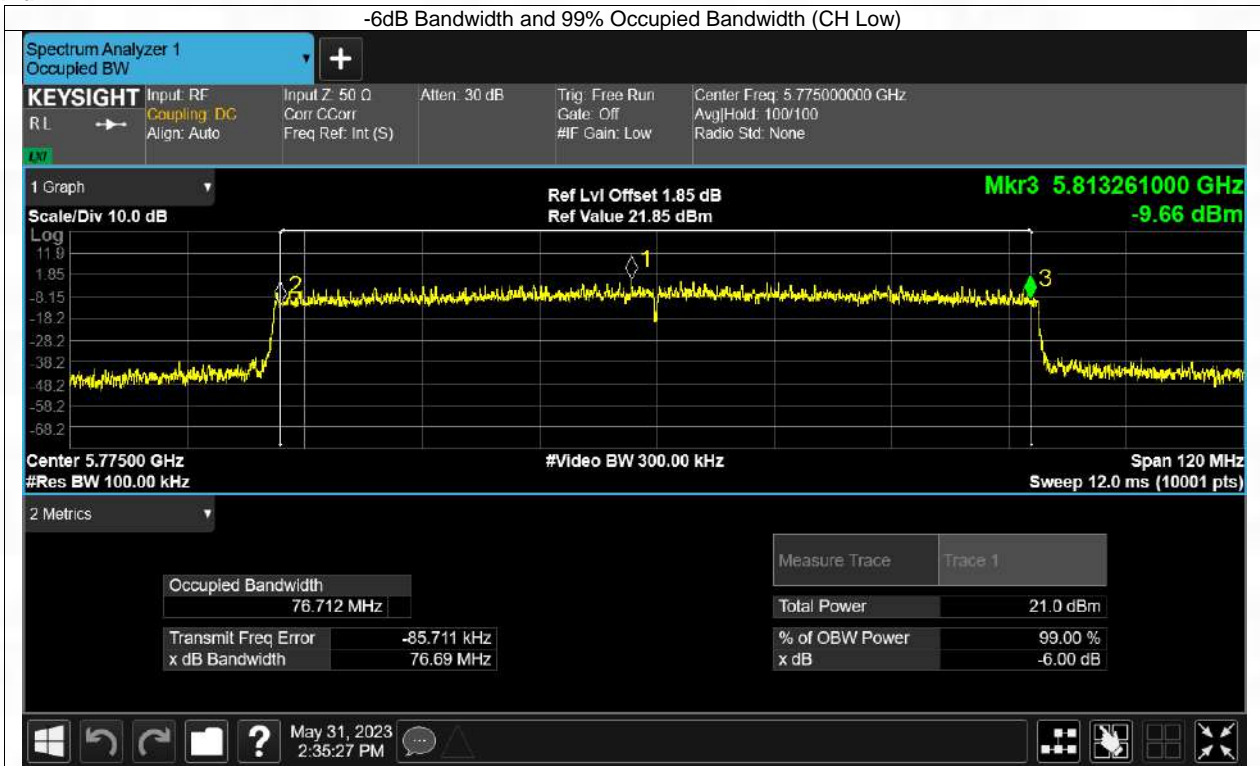 -6dB Bandwidth and 99% Occupied Bandwidth (CH Low)
Spectrum Analyzer 1
Occupied BW
+
KEYSIGHT Input: RF Input Z: 50 Ω Atten: 30 dB Trig: Free Run Center Freq: 5.775000000 GHz
RL Coupling: DC Corr CCorr Gate: Off Avg|Hold: 100/100
Align: Auto Freq Ref: Int (S) #IF Gain: Low Radio Std: None
LXI
1 Graph Ref Lvl Offset 1.85 dB Mkr3 5.813261000 GHz
Scale/Div 10.0 dB Ref Value 21.85 dBm -9.66 dBm
Log
11.9
1.85
-8.15
-18.2
-28.2
-38.2
-48.2
-58.2
-68.2
1
2
3
Center 5.77500 GHz #Video BW 300.00 kHz Span 120 MHz
#Res BW 100.00 kHz Sweep 12.0 ms (10001 pts)
2 Metrics
Measure Trace Trace 1
Occupied Bandwidth
76.712 MHz Total Power 21.0 dBm
Transmit Freq Error -85.711 kHz % of OBW Power 99.00 %
x dB Bandwidth 76.69 MHz x dB -6.00 dB
? May 31, 2023
2:35:27 PM